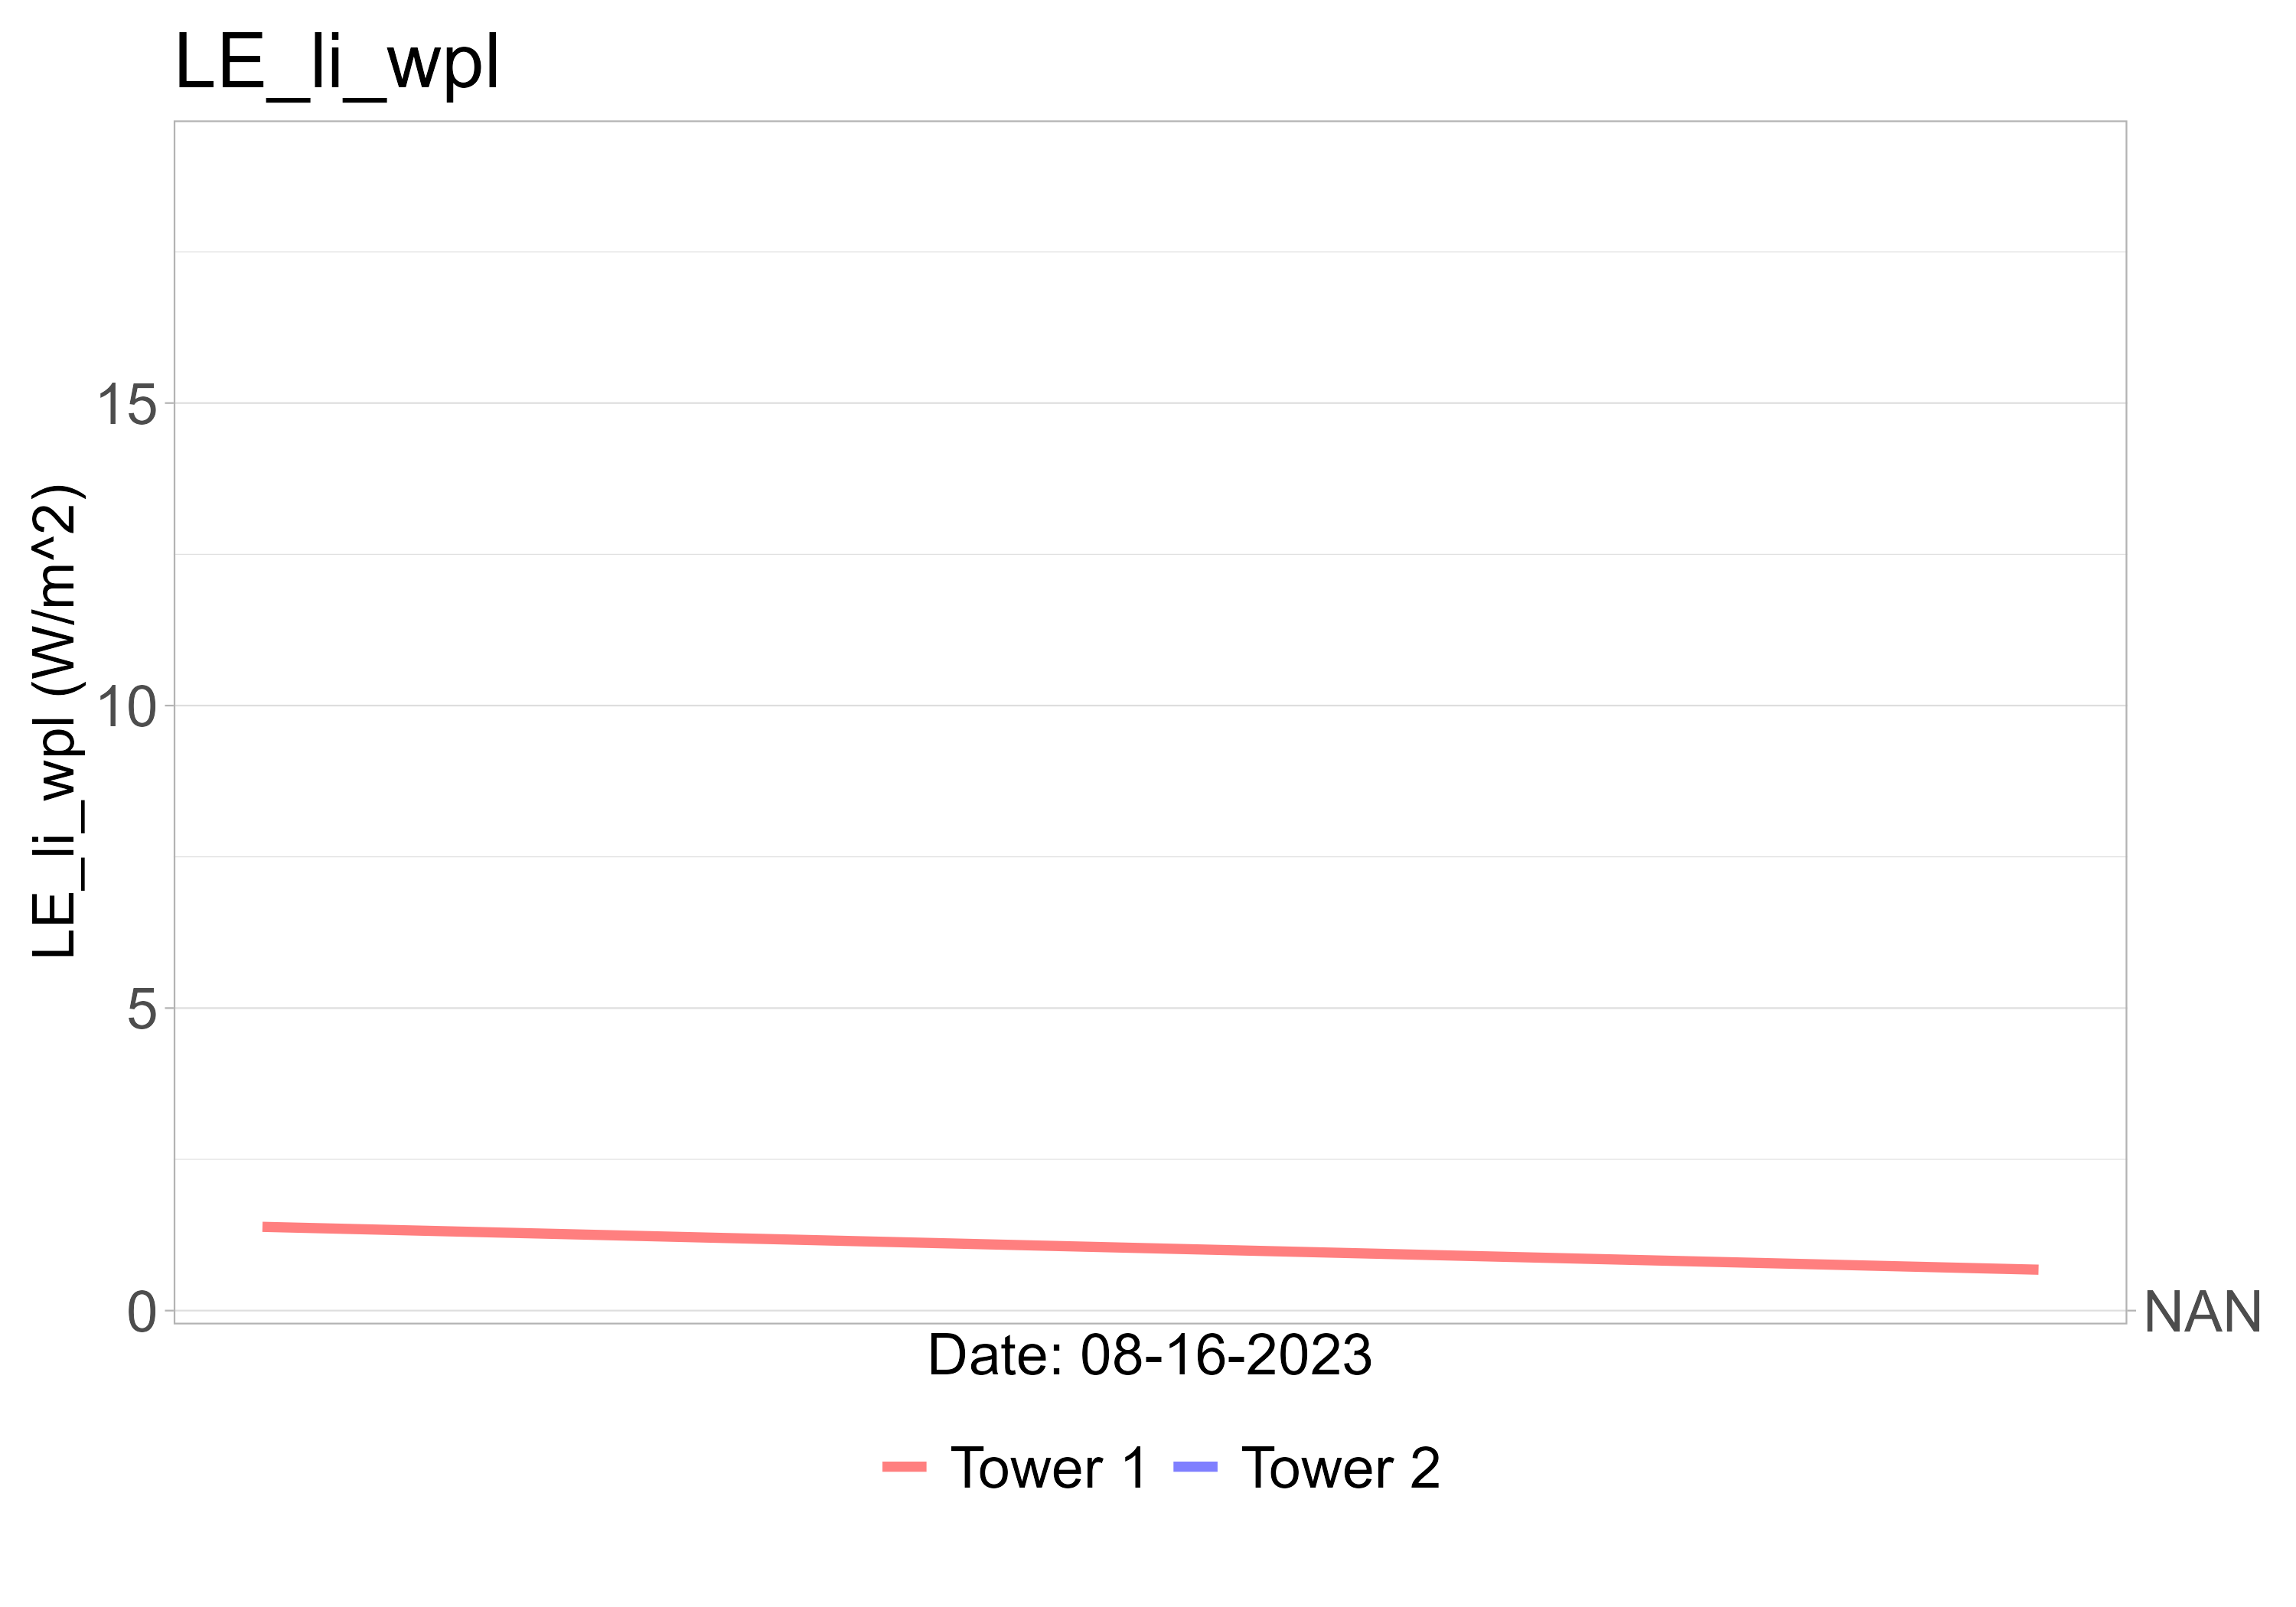 LE_li_wpl
LE_li_wpl (W/m^2)
15
10
5
0
NAN
Date: 08-16-2023
Tower 1
Tower 2